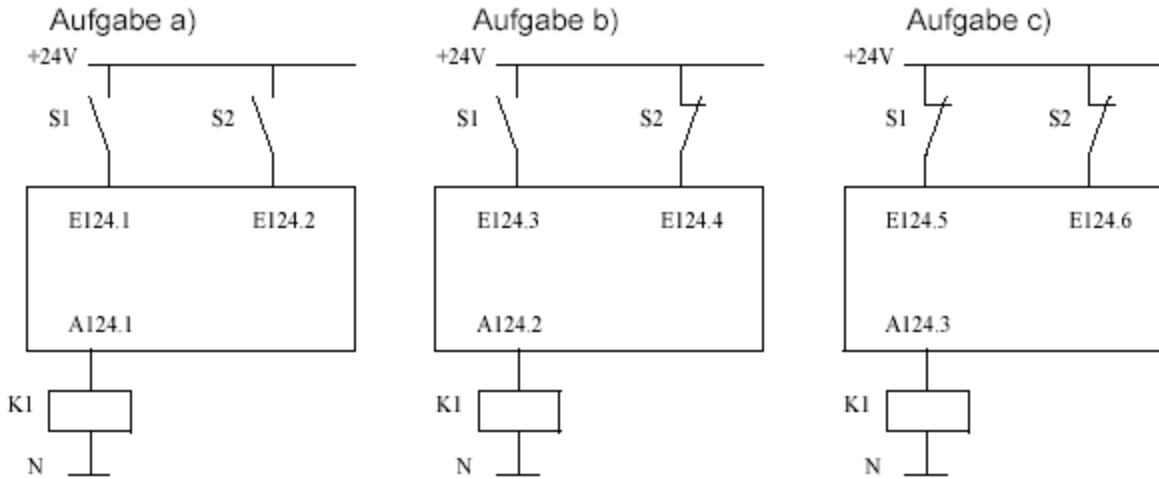 Aufgabe a)
Aufgabe b)
Aufgabe c)
+24V
+24V
+24V
S1
S2
S1
S2
S1
S2
E124.1
E124.2
E124.3
E124.4
E124.5
E124.6
A124.1
A124.2
A124.3
K1
K1
K1
N
N
N